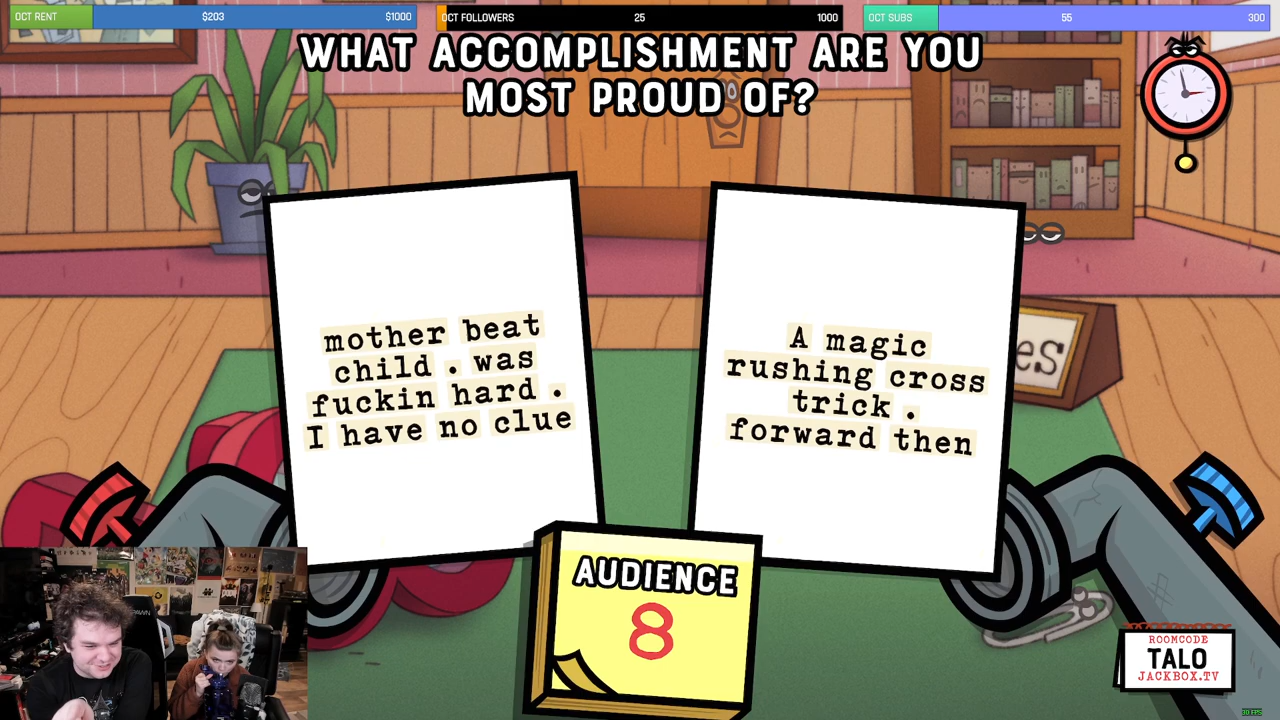 OCT RENT $203 $1000
OCT FOLLOWERS 25 1000
OCT SUBS 55 300
WHAT ACCOMPLISHMENT ARE YOU
MOST PROUD OF?
mother beat
child . was
fuckin hard .
I have no clue
A magic
rushing cross
trick .
forward then
es
AUDIENCE
8
ROOMCODE
TALO
JACKBOX.TV